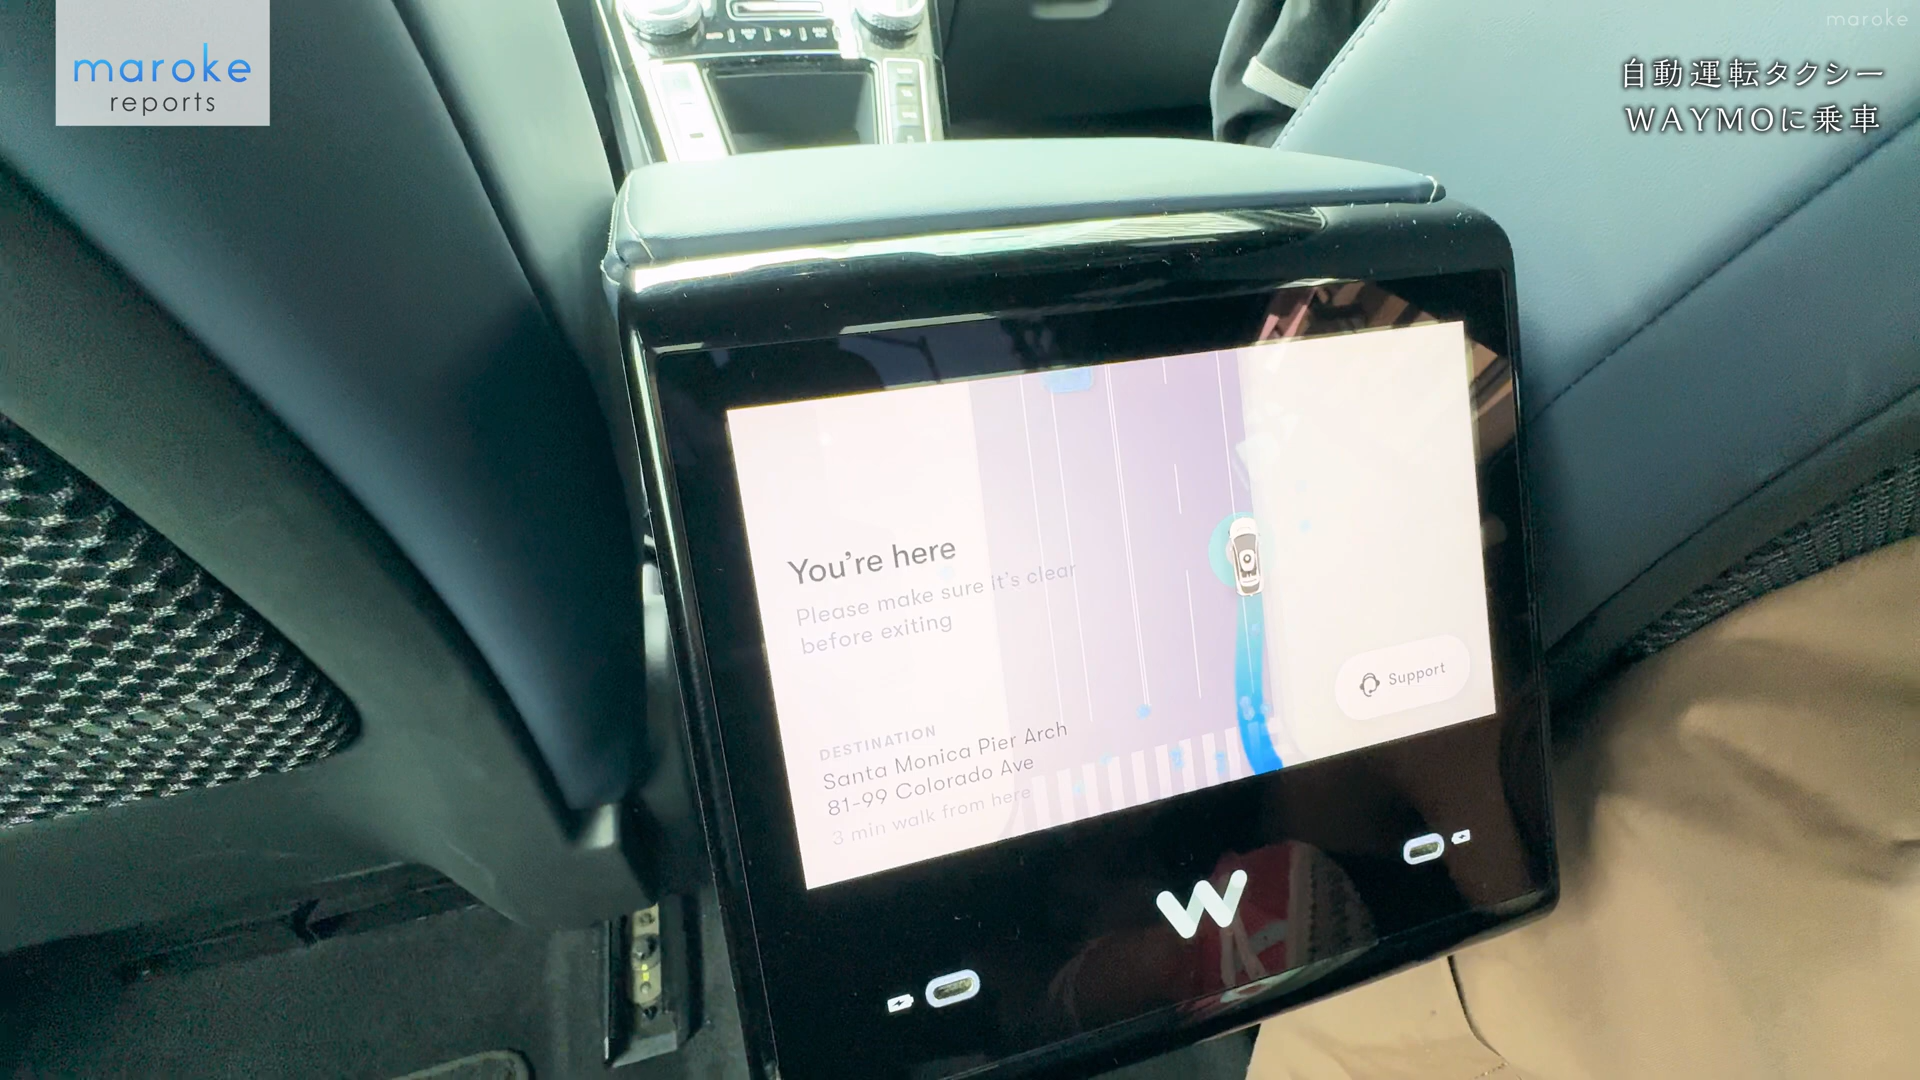 maroke
reports
maroke
自動運転タクシー
WAYMOに乗車
You're here
Please make sure it's clear
before exiting
DESTINATION
Santa Monica Pier Arch
81-99 Colorado Ave
3 min walk from here
Support